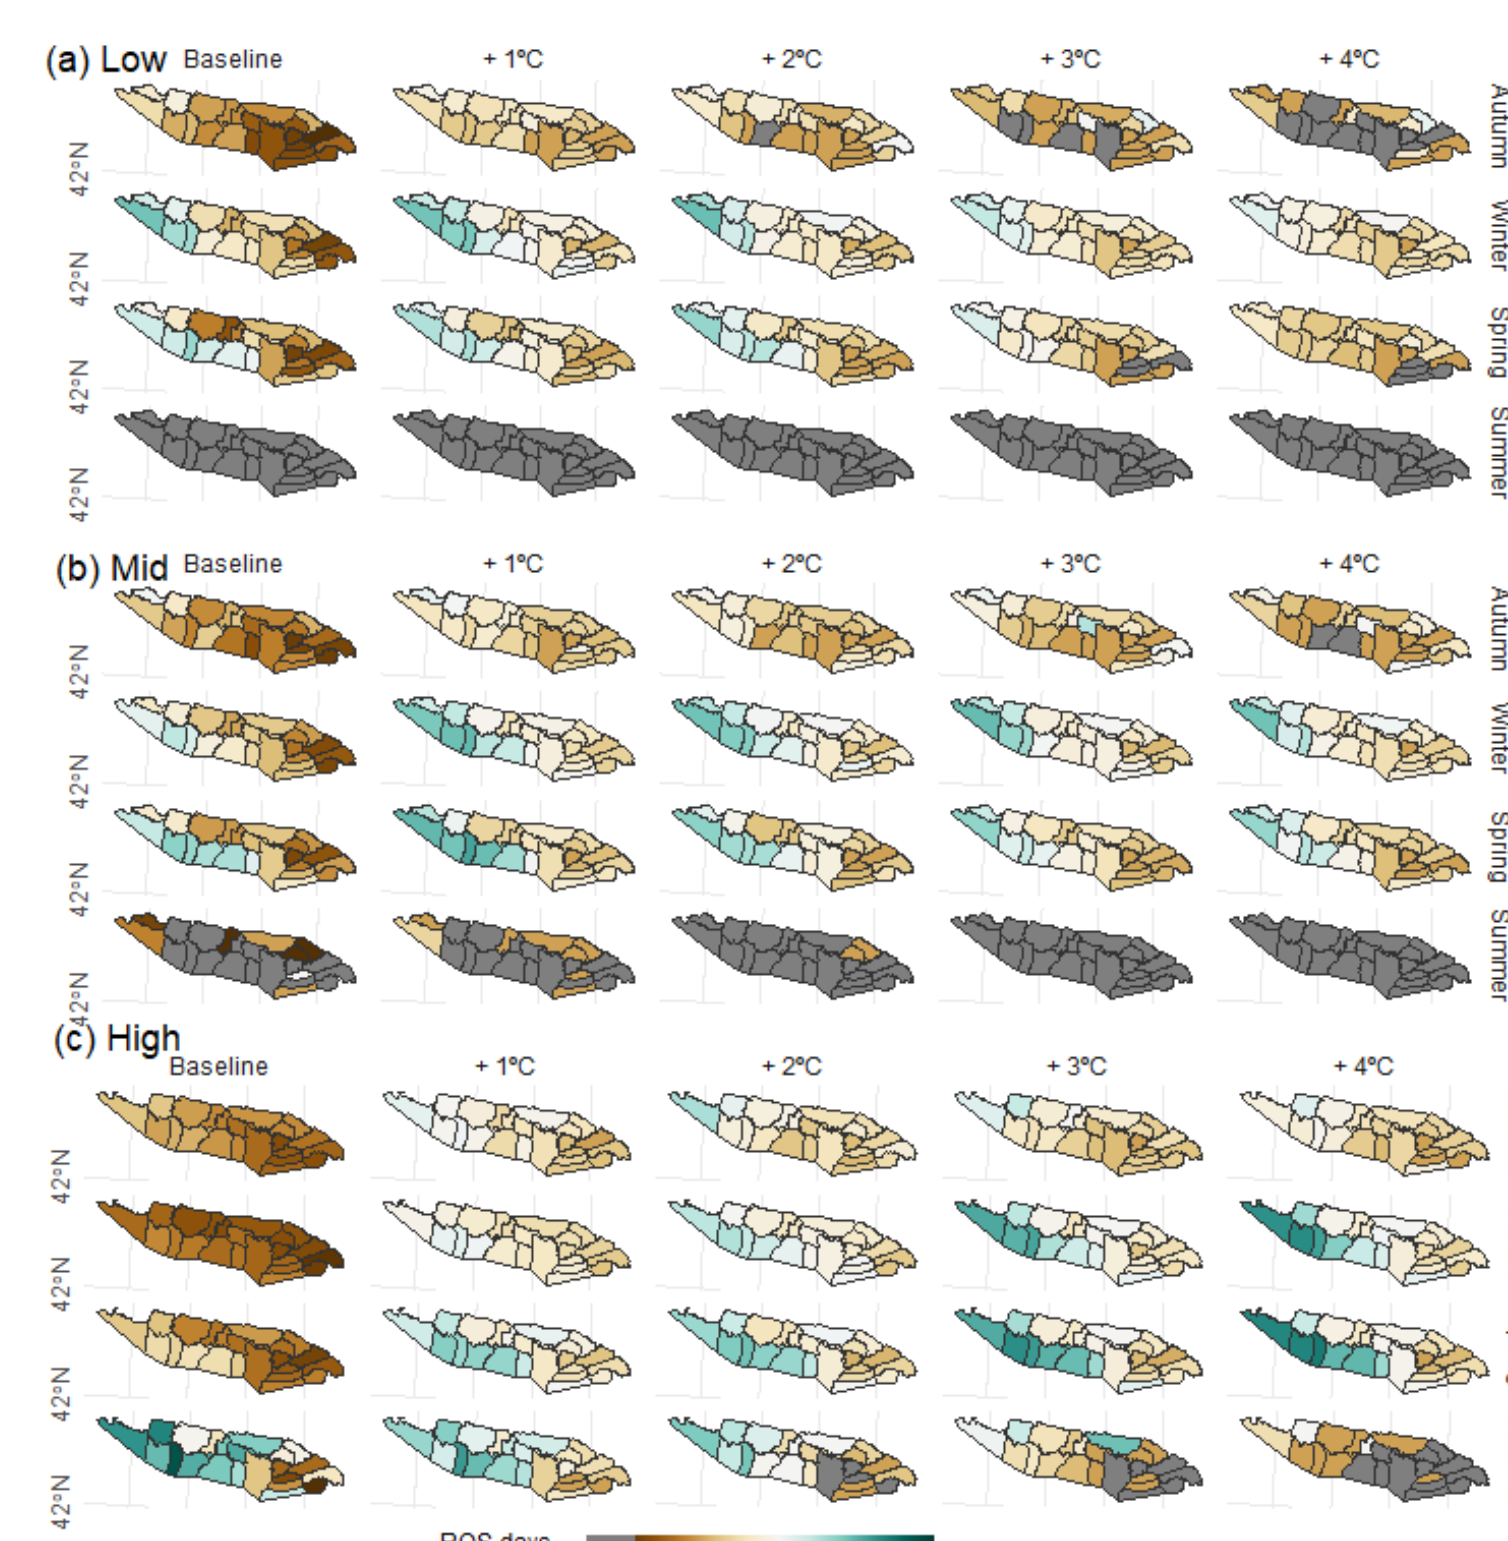 (a) Low Baseline + 1ºC + 2ºC + 3ºC + 4ºC
42°N Autumn
42°N Winter
42°N Spring
42°N Summer
(b) Mid Baseline + 1ºC + 2ºC + 3ºC + 4ºC
42°N Autumn
42°N Winter
42°N Spring
42°N Summer
(c) High
Baseline + 1ºC + 2ºC + 3ºC + 4ºC
42°N
42°N
42°N
42°N
ROS days